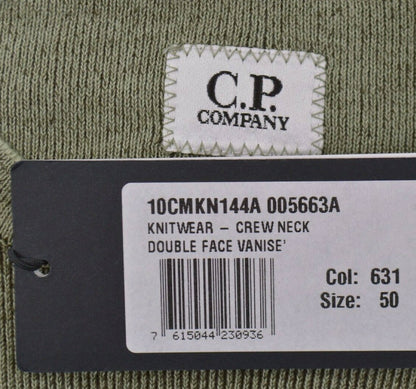 C.P.
COMPANY
10CMKN144A 005663A
KNITWEAR – CREW NECK
DOUBLE FACE VANISE'
Col: 631
Size: 50
7 615044 230936